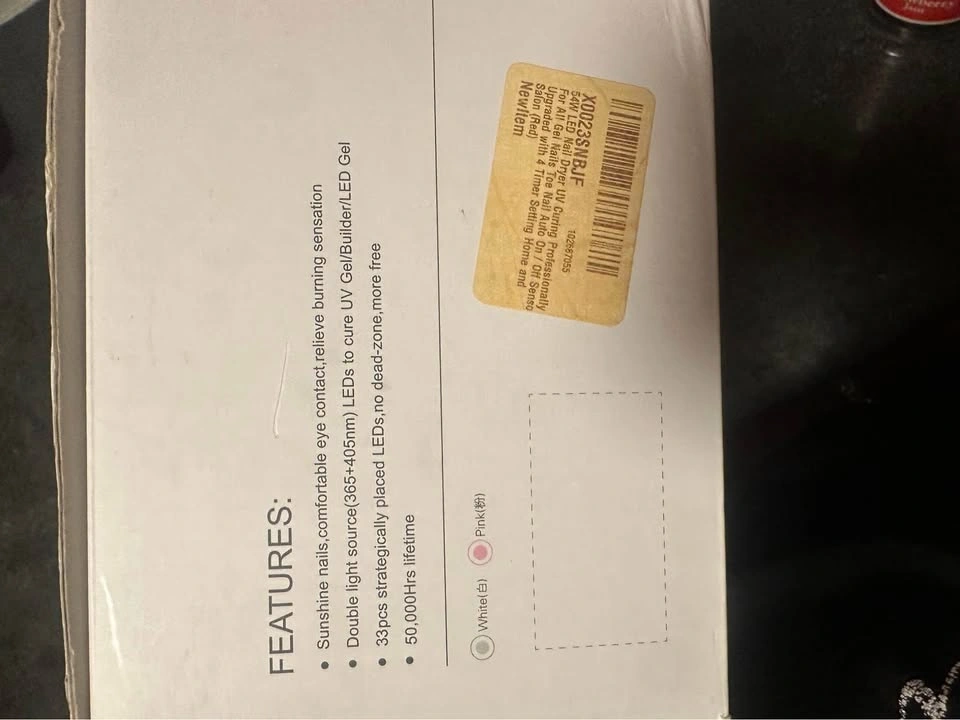 FEATURES:
• Sunshine nails,comfortable eye contact,relieve burning sensation
• Double light source(365+405nm) LEDs to cure UV Gel/Builder/LED Gel
• 33pcs strategically placed LEDs,no dead-zone,more free
• 50,000Hrs lifetime
White(白) Pink(粉)
X0023SNBJF
102687055
54W LED Nail Dryer UV Curing Professionally
For All Gel Nails Toe Nail Auto On / Off Senso
Upgraded with 4 Timer Setting Home and
Salon (Red)
NewItem
Jam